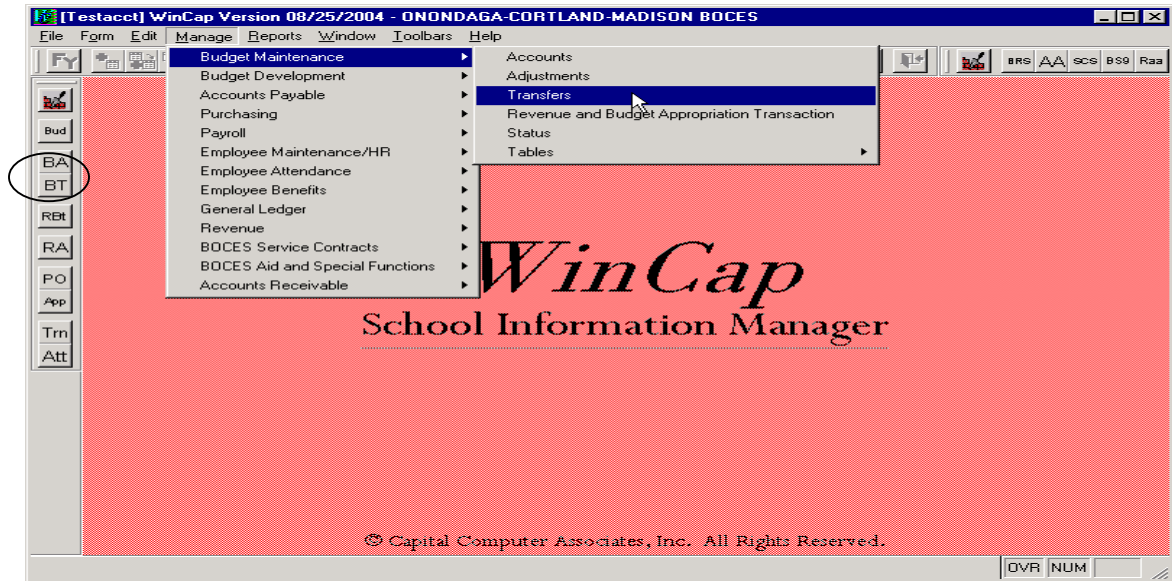 [Testacct] WinCap Version 08/25/2004 - ONONDAGA-CORTLAND-MADISON BOCES
File Form Edit Manage Reports Window Toolbars Help
FY
BRS AA SCS BS9 Raa
Budget Maintenance
Budget Development
Accounts Payable
Purchasing
Payroll
Employee Maintenance/HR
Employee Attendance
Employee Benefits
General Ledger
Revenue
BOCES Service Contracts
BOCES Aid and Special Functions
Accounts Receivable
Accounts
Adjustments
Transfers
Revenue and Budget Appropriation Transaction
Status
Tables
Bud
BA
BT
RBt
RA
PO
App
Trn
Att
WinCap
School Information Manager
© Capital Computer Associates, Inc. All Rights Reserved.
OVR NUM